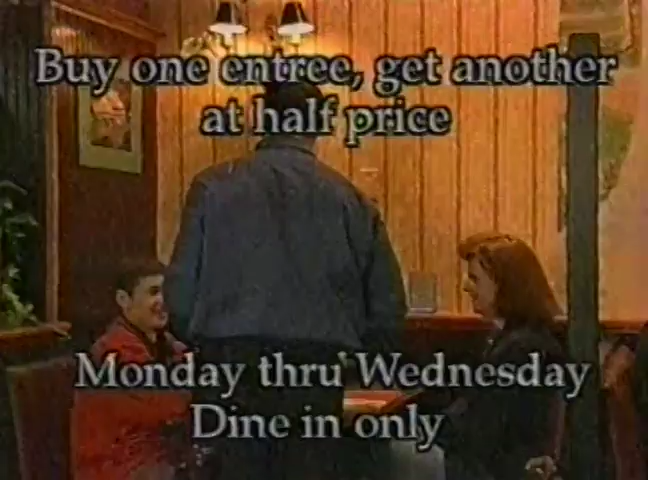 Buy one entree, get another
at half price
Monday thru Wednesday
Dine in only